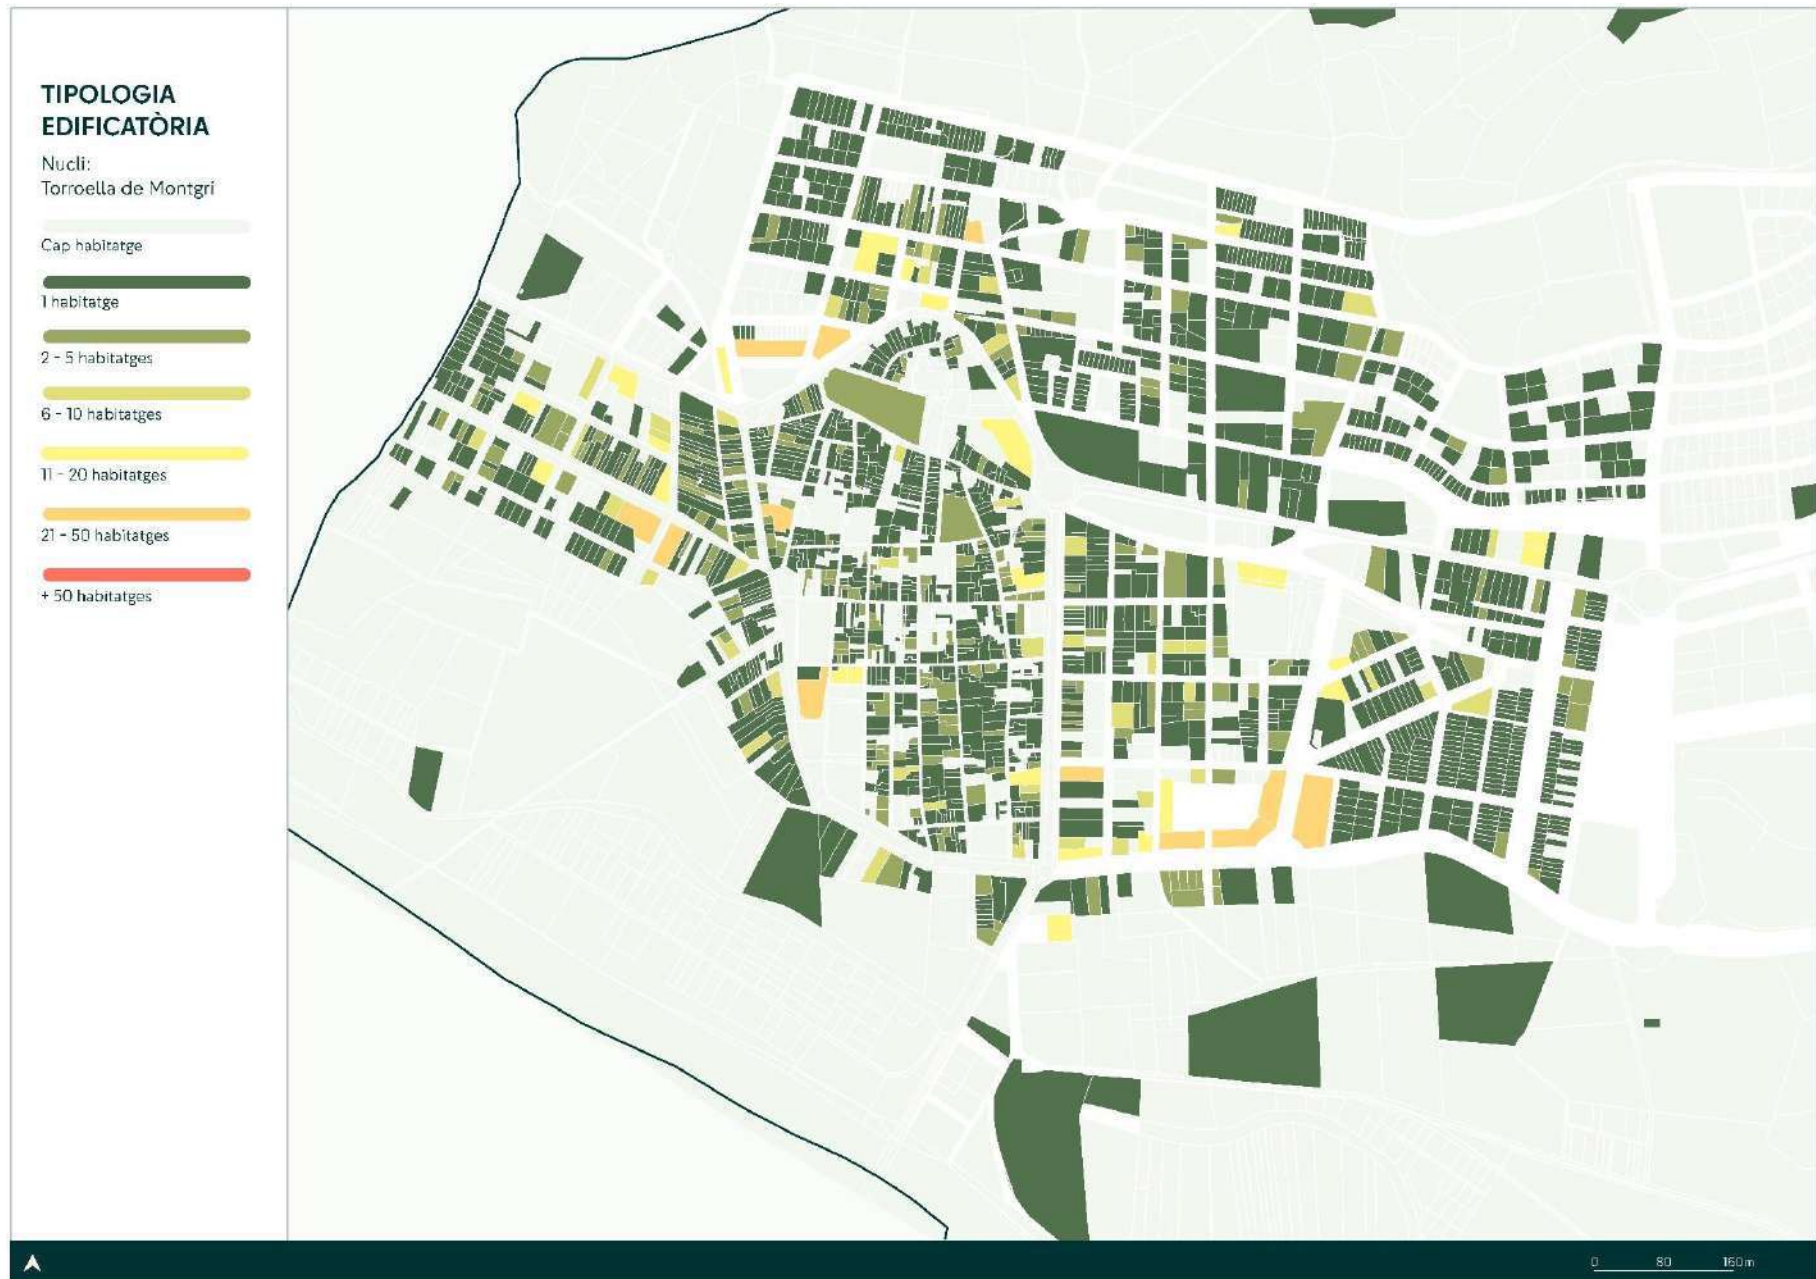 TIPOLOGIA
EDIFICATÒRIA
Nucli:
Torroella de Montgrí
Cap habitatge
1 habitatge
2 - 5 habitatges
6 - 10 habitatges
11 - 20 habitatges
21 - 50 habitatges
+ 50 habitatges
0 80 160m